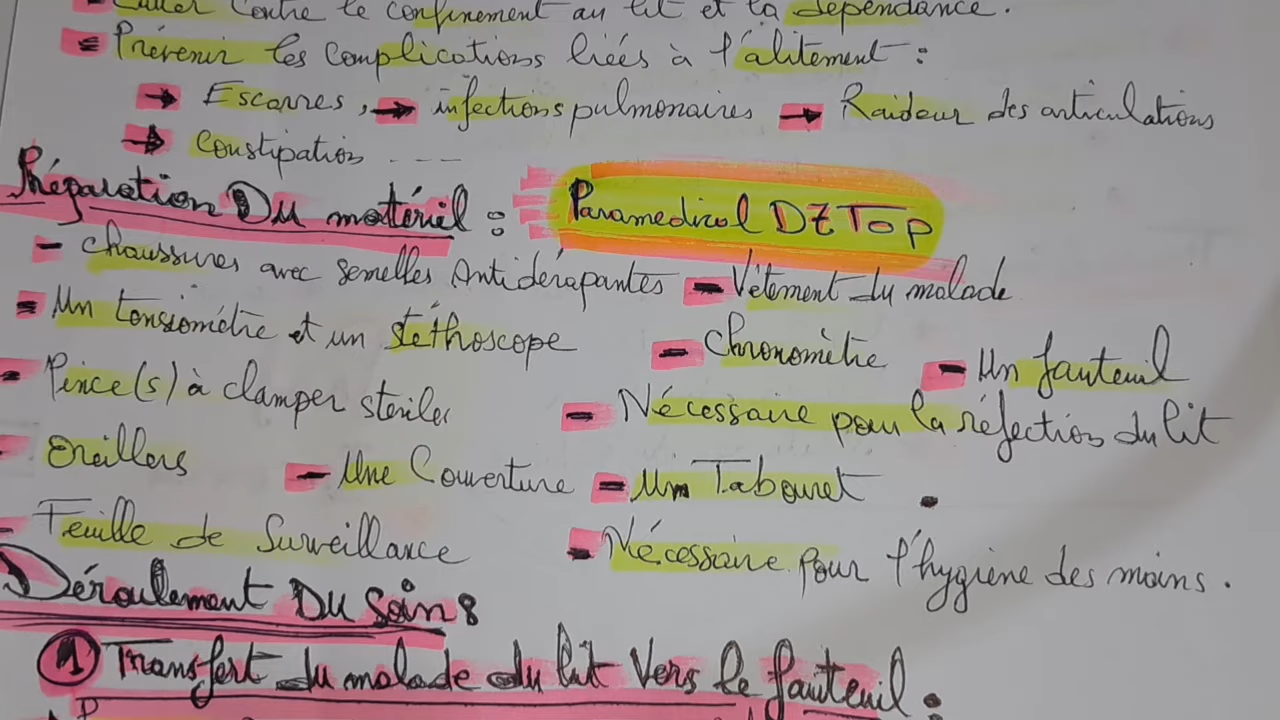 Lutter contre le confinement au lit et la dépendance.
- Prévenir les complications liées à l'alitement :
→ Escarres, → infections pulmonaires → Raideur des articulations
→ Constipation ----
Préparation Du matériel : Paramedical DZ Top
- Chaussures avec semelles Antidérapantes - Vêtement du malade
- Un tensiomètre et un stéthoscope - Chronomètre - Un fauteuil
- Pince(s) à clamper steriles - Nécessaire pour la réfection du lit
- Oreillers - Une Couverture - Un Tabouret .
- Feuille de Surveillance - Nécessaire pour l'hygiène des mains.
Déroulement Du Soin :
1 Transfert du malade du lit Vers le fauteuil :